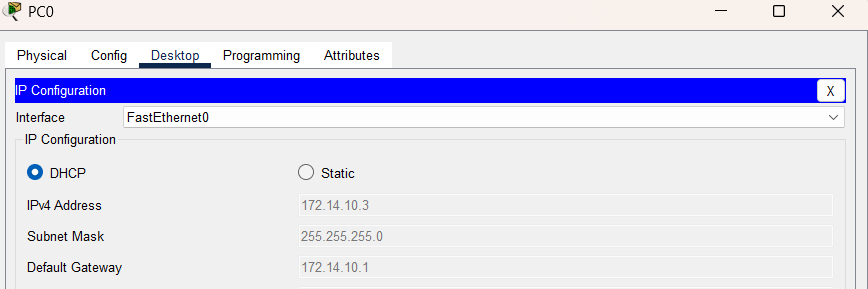 PC0
Physical Config Desktop Programming Attributes
IP Configuration X
Interface FastEthernet0
IP Configuration
DHCP Static
IPv4 Address 172.14.10.3
Subnet Mask 255.255.255.0
Default Gateway 172.14.10.1